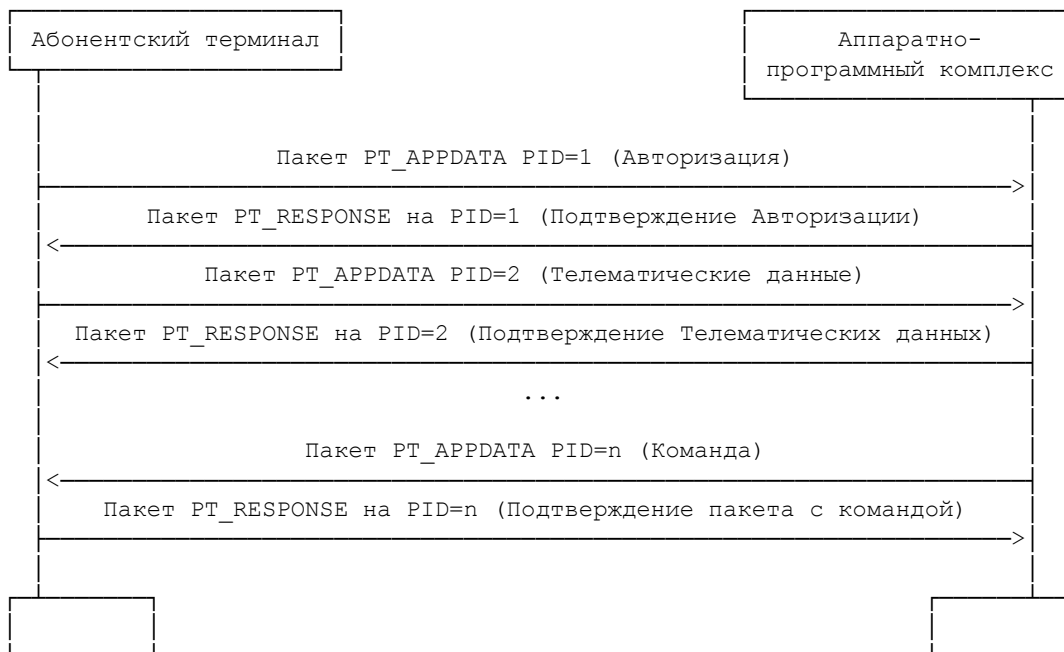 Абонентский терминал
Аппаратно-
программный комплекс
Пакет PT_APPDATA PID=1 (Авторизация)
Пакет PT_RESPONSE на PID=1 (Подтверждение Авторизации)
Пакет PT_APPDATA PID=2 (Телематические данные)
Пакет PT_RESPONSE на PID=2 (Подтверждение Телематических данных)
...
Пакет PT_APPDATA PID=n (Команда)
Пакет PT_RESPONSE на PID=n (Подтверждение пакета с командой)